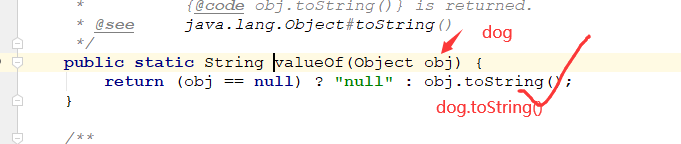 *             {@code obj.toString()} is returned.
* @see        java.lang.Object#toString()
*/
dog
public static String valueOf(Object obj) {
return (obj == null) ? "null" : obj.toString();
dog.toString()
}
/**